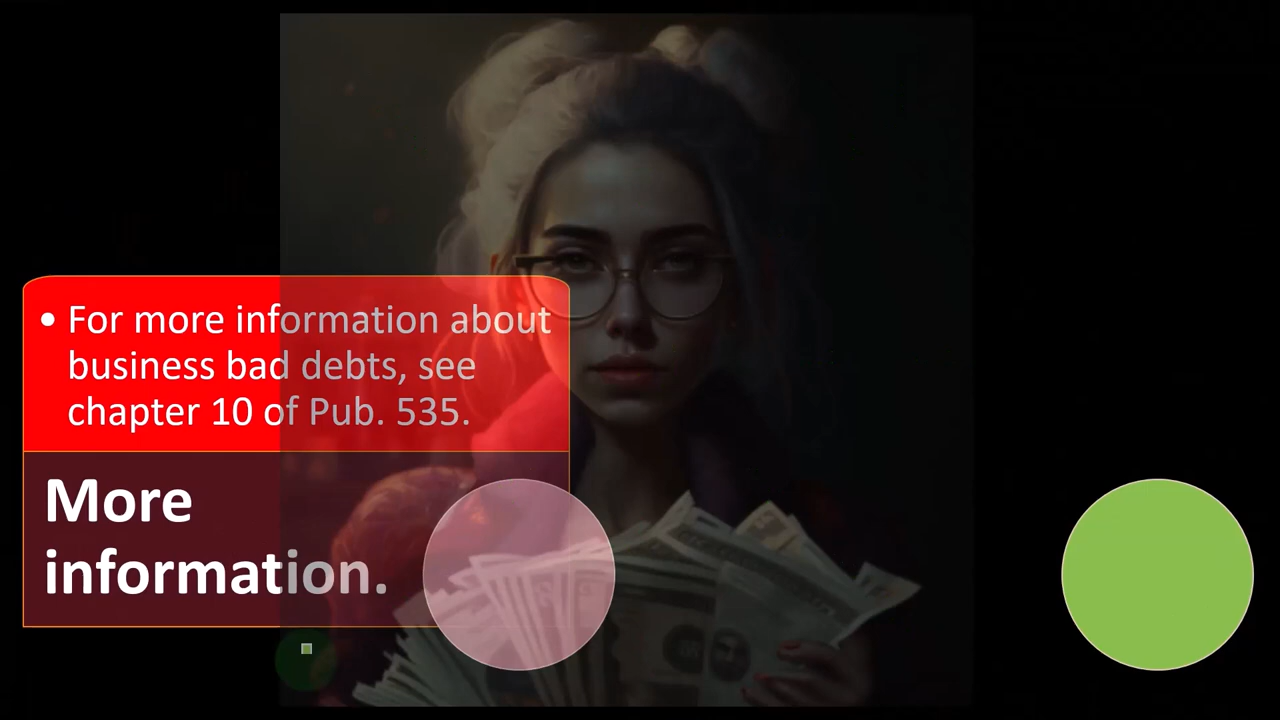 • For more information about
business bad debts, see
chapter 10 of Pub. 535.
More
information.